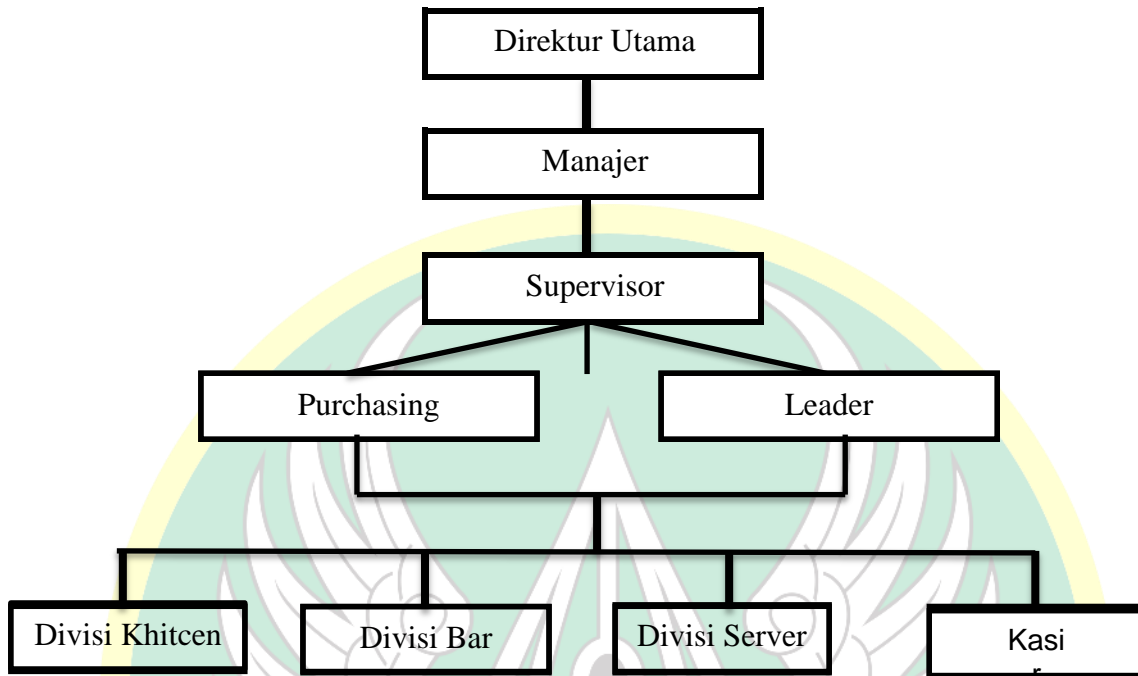 Direktur Utama
Manajer
Supervisor
Purchasing
Leader
Divisi Khitcen
Divisi Bar
Divisi Server
Kasi
r